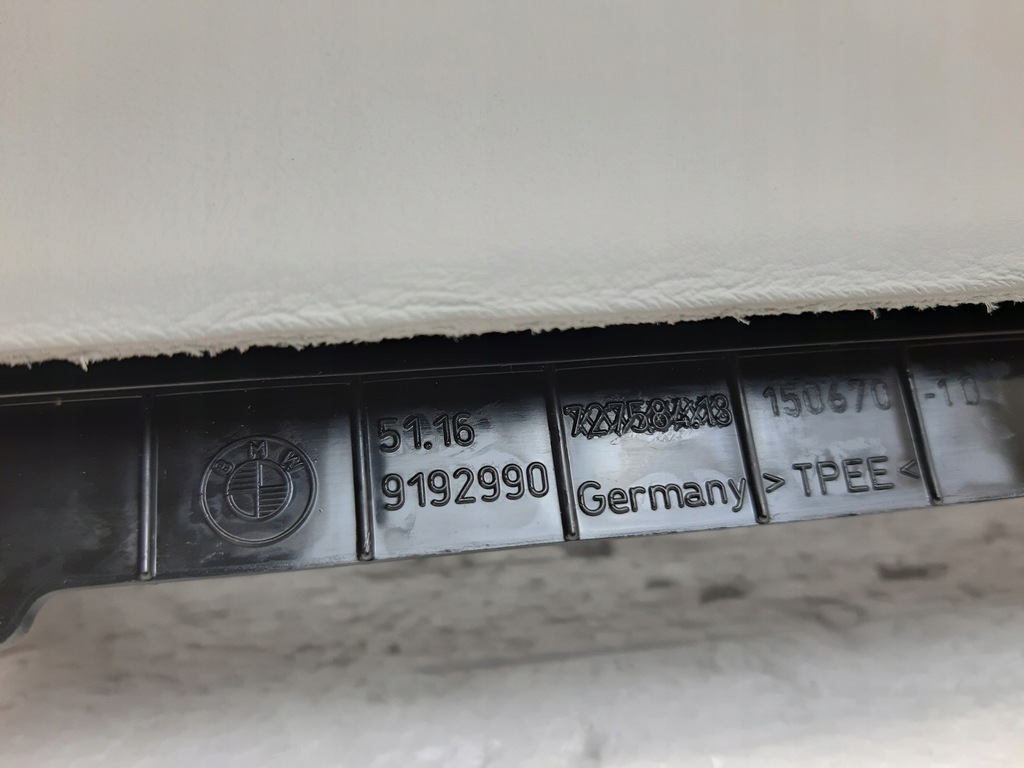 BMW
51.16
9192990
Germany
150670 -10
> TPEE <